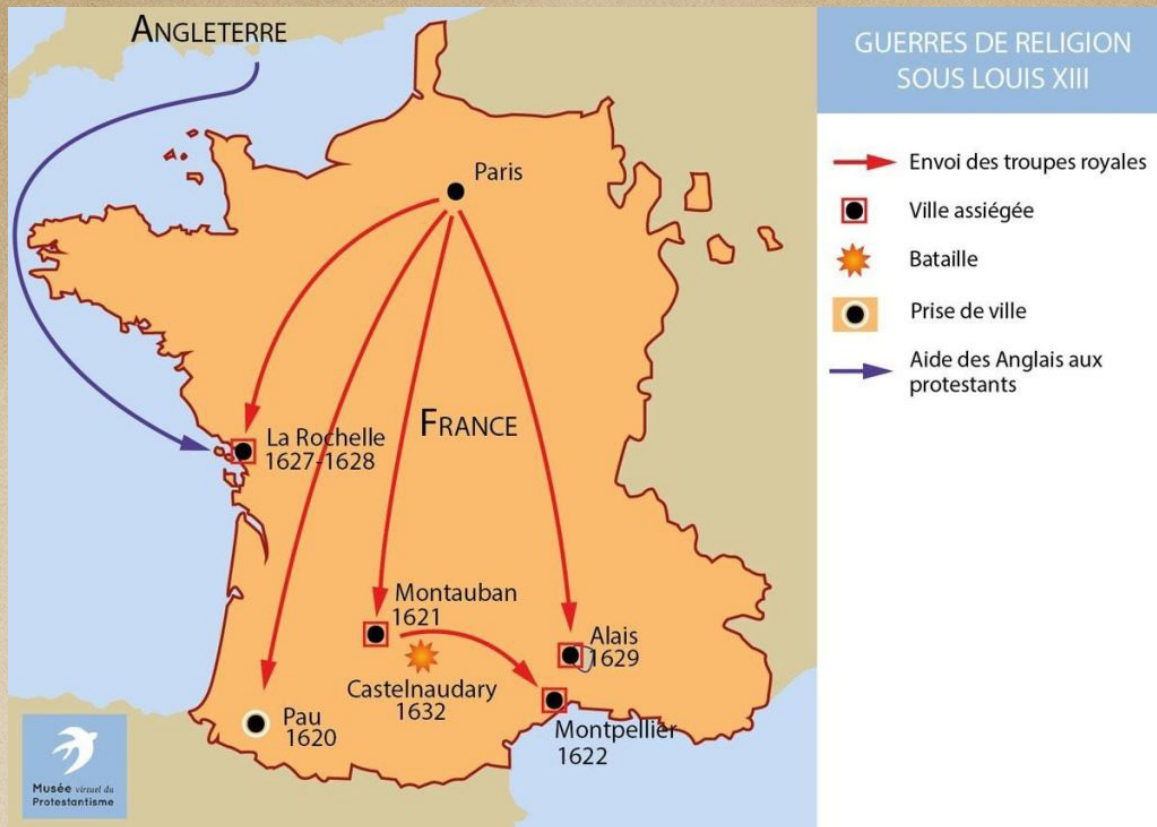 ANGLETERRE
GUERRES DE RELIGION
SOUS LOUIS XIII
Envoi des troupes royales
Ville assiégée
Bataille
Prise de ville
Aide des Anglais aux
protestants
Paris
FRANCE
La Rochelle
1627-1628
Montauban
1621
Castelnaudary
1632
Alais
1629
Montpellier
1622
Pau
1620
Musée virtuel du
Protestantisme